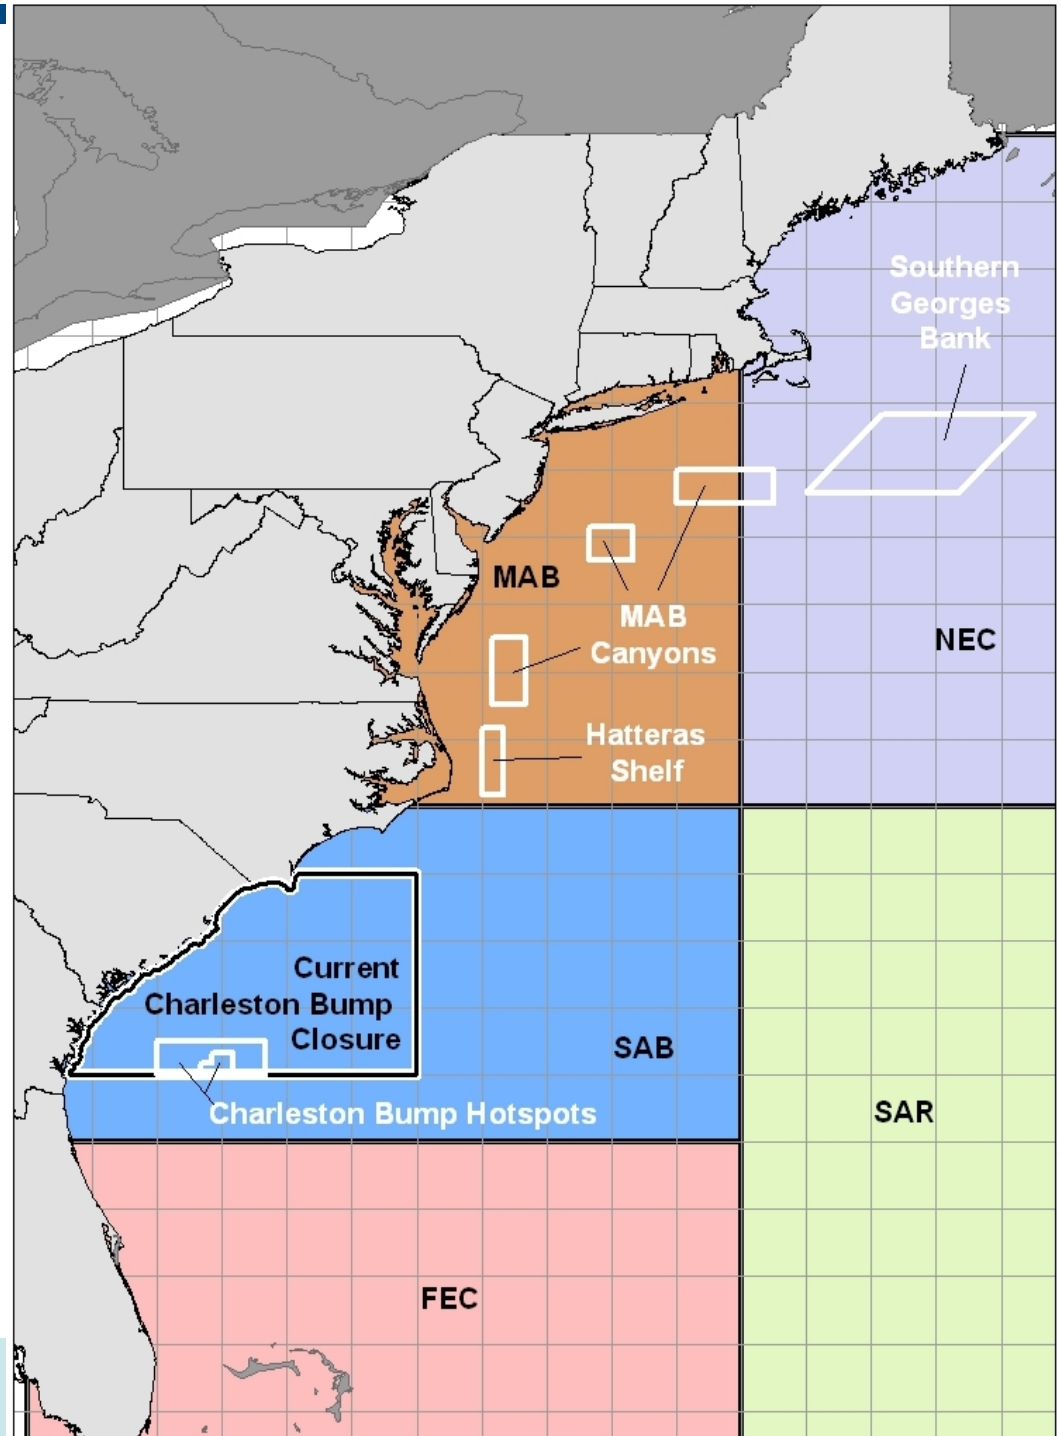 Southern
Georges
Bank
MAB
MAB
Canyons
NEC
Hatteras
Shelf
Current
Charleston Bump
Closure
SAB
Charleston Bump Hotspots
SAR
FEC